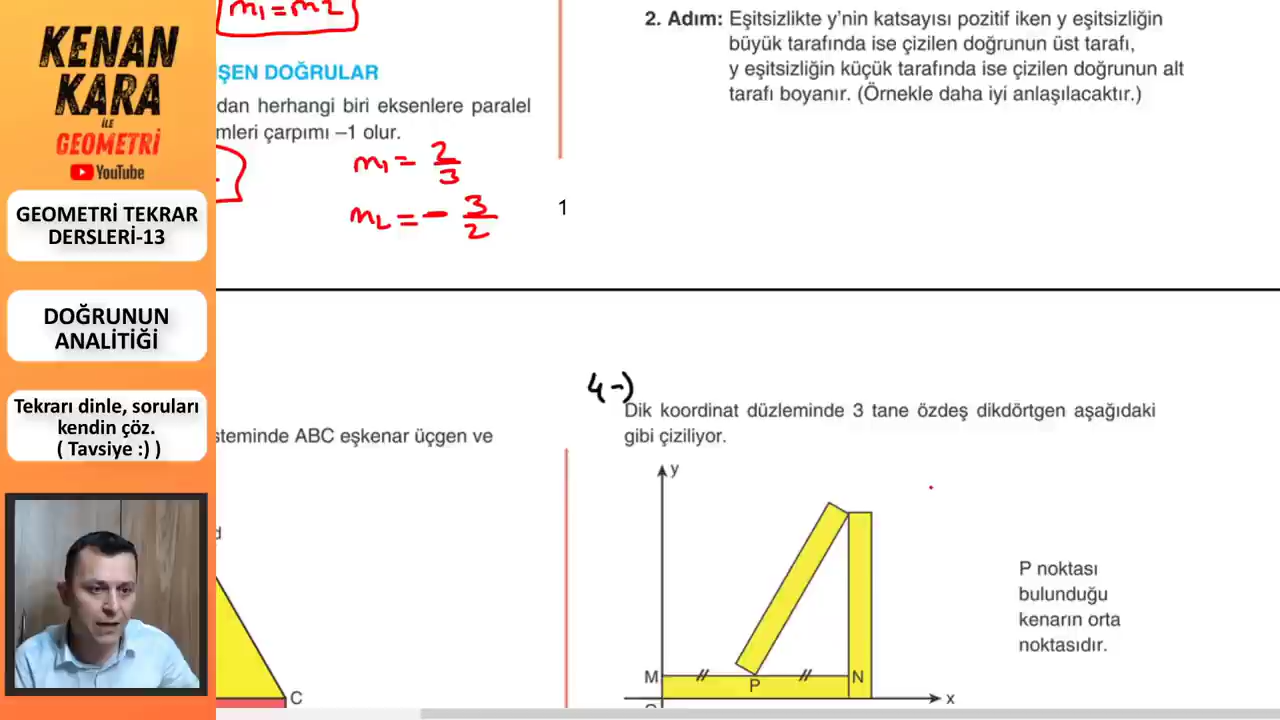 KENAN
KARA
İLE
GEOMETRİ
YouTube
GEOMETRİ TEKRAR
DERSLERİ-13
DOĞRUNUN
ANALİTİĞİ
Tekrarı dinle, soruları
kendin çöz.
( Tavsiye :) )
m₁ = m2
ŞEN DOĞRULAR
dan herhangi biri eksenlere paralel
mleri çarpımı –1 olur.
m₁ = 2/3
m₂ = - 3/2
2. Adım: Eşitsizlikte y’nin katsayısı pozitif iken y eşitsizliğin
büyük tarafında ise çizilen doğrunun üst tarafı,
y eşitsizliğin küçük tarafında ise çizilen doğrunun alt
tarafı boyanır. (Örnekle daha iyi anlaşılacaktır.)
1
steminde ABC eşkenar üçgen ve
d
C
4-)
Dik koordinat düzleminde 3 tane özdeş dikdörtgen aşağıdaki
gibi çiziliyor.
y
M
P
N
x
P noktası
bulunduğu
kenarın orta
noktasıdır.